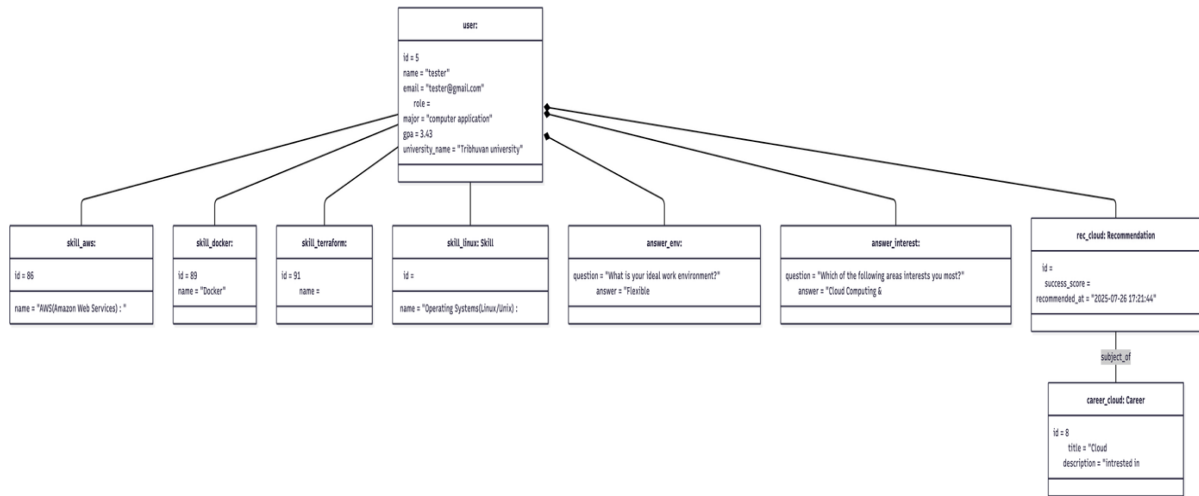 user:
id = 5
name = "tester"
email = "tester@gmail.com"
role =
major = "computer application"
gpa = 3.43
university_name = "Tribhuvan university"
skill_aws:
id = 86
name = "AWS(Amazon Web Services) : "
skill_docker:
id = 89
name = "Docker"
skill_terraform:
id = 91
name =
skill_linux: Skill
id =
name = "Operating Systems(Linux/Unix) :
answer_env:
question = "What is your ideal work environment?"
answer = "Flexible
answer_interest:
question = "Which of the following areas interests you most?"
answer = "Cloud Computing &
rec_cloud: Recommendation
id =
success_score =
recommended_at = "2025-07-26 17:21:44"
subject_of
career_cloud: Career
id = 8
title = "Cloud
description = "intrested in